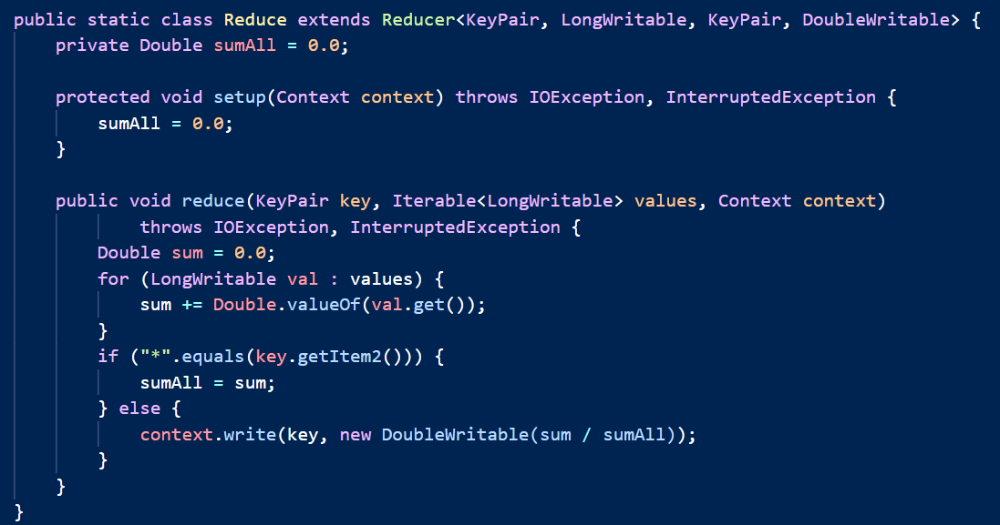 public static class Reduce extends Reducer<KeyPair, LongWritable, KeyPair, DoubleWritable> {
    private Double sumAll = 0.0;

    protected void setup(Context context) throws IOException, InterruptedException {
        sumAll = 0.0;
    }

    public void reduce(KeyPair key, Iterable<LongWritable> values, Context context)
            throws IOException, InterruptedException {
        Double sum = 0.0;
        for (LongWritable val : values) {
            sum += Double.valueOf(val.get());
        }
        if ("*".equals(key.getItem2())) {
            sumAll = sum;
        } else {
            context.write(key, new DoubleWritable(sum / sumAll));
        }
    }
}